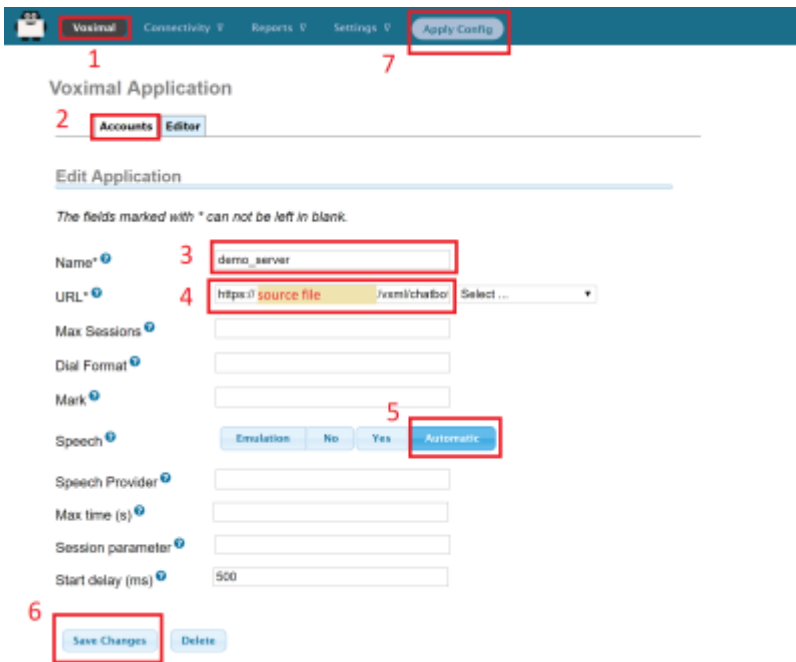 Voximal Connectivity Reports Settings Apply Config
1 7
Voximal Application
2 Accounts Editor
Edit Application
The fields marked with * can not be left in blank.
Name* ? 3 demo_server
URL* ? 4 https:// source file /vxml/chatbo Select ...
Max Sessions ?
Dial Format ?
Mark ?
5
Speech ? Emulation No Yes Automatic
Speech Provider ?
Max time (s) ?
Session parameter ?
Start delay (ms) ? 500
6
Save Changes Delete